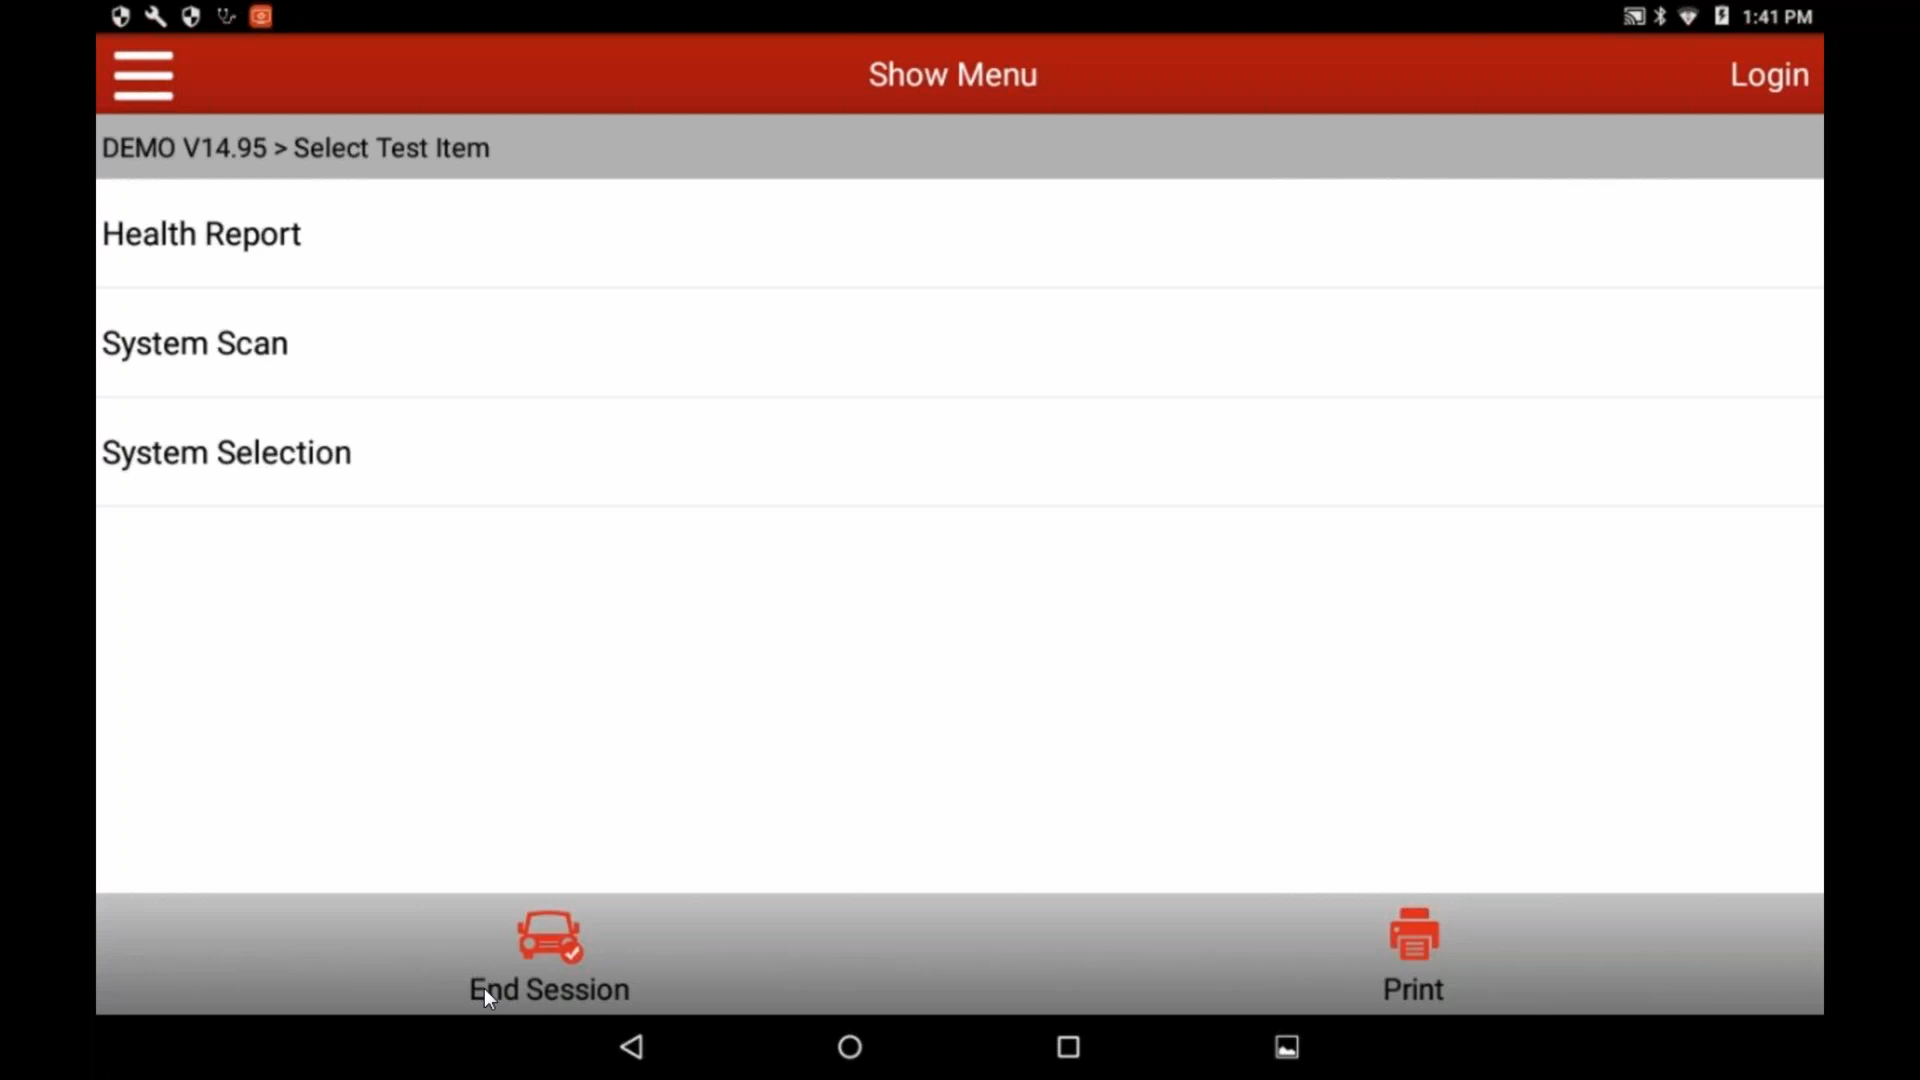 1:41 PM
Show Menu
Login
DEMO V14.95 > Select Test Item
Health Report
System Scan
System Selection
End Session
Print